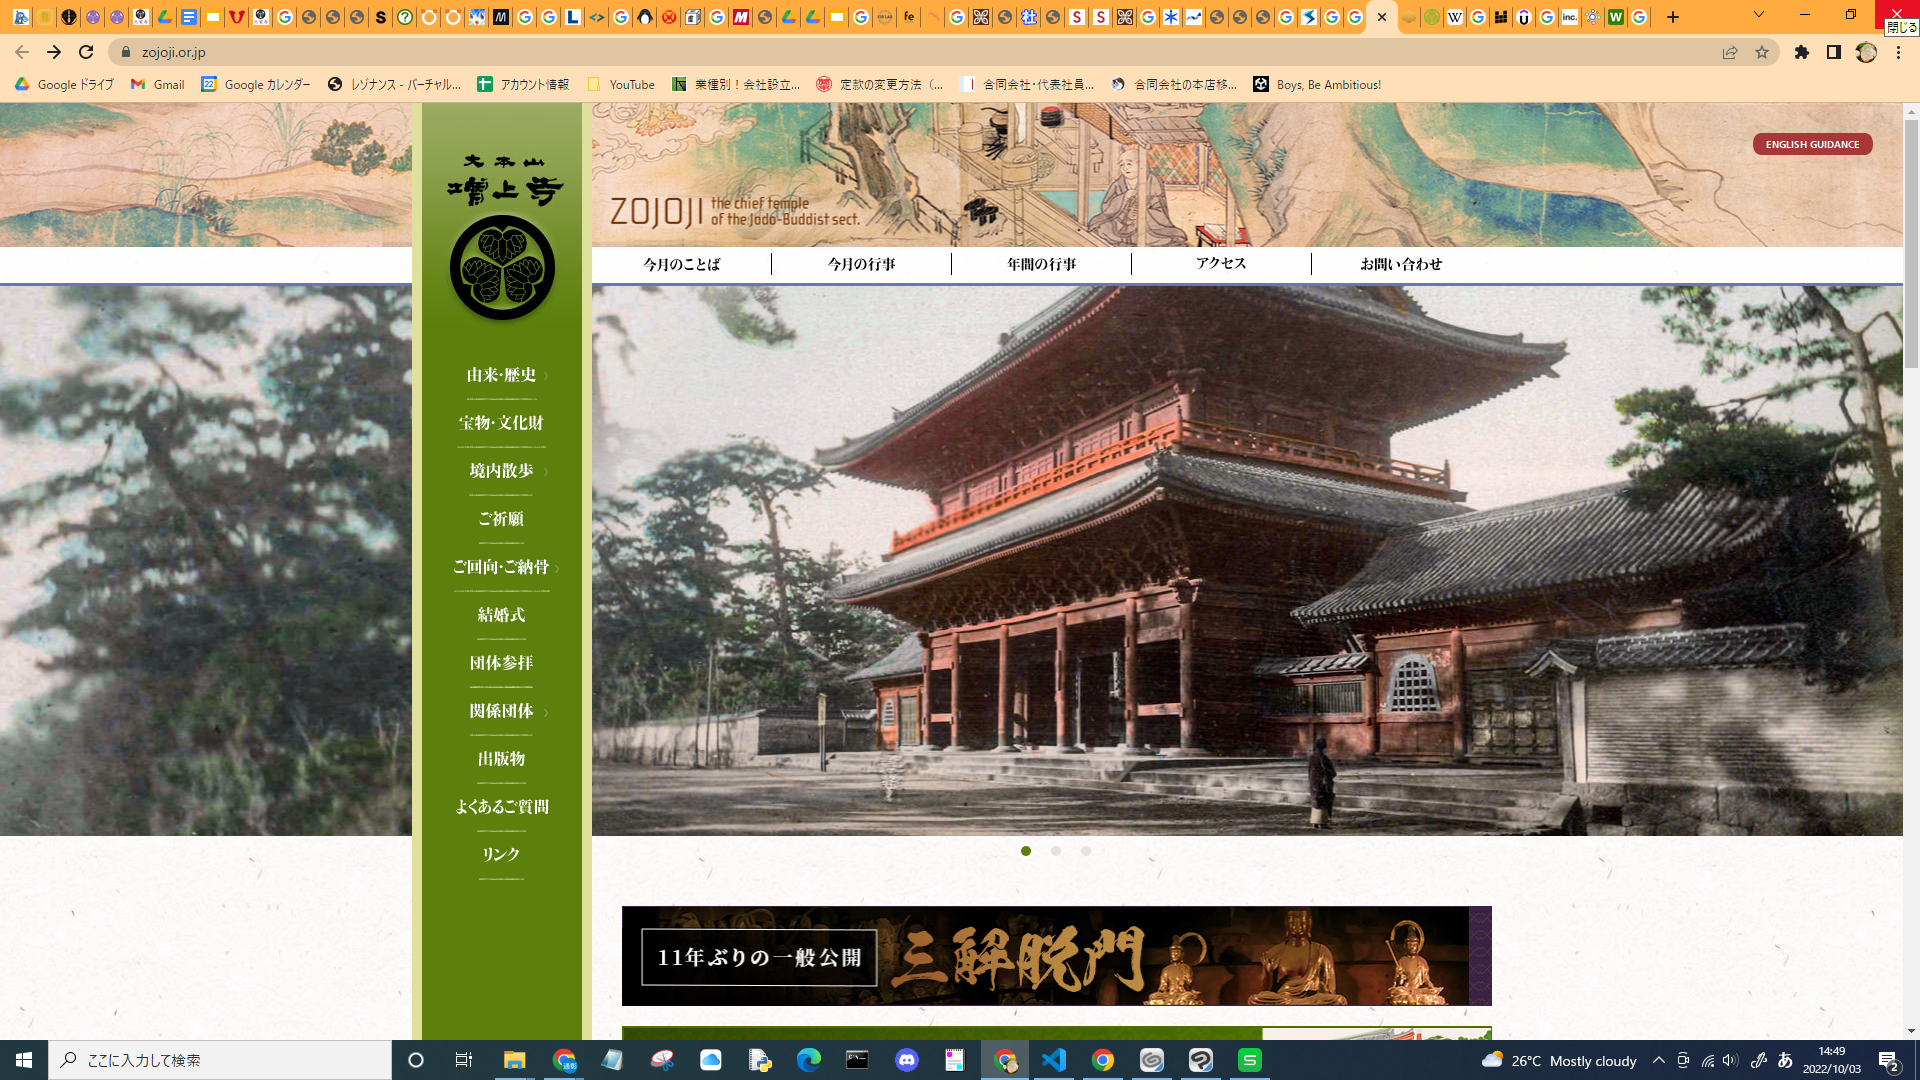 閉じる
zojoji.or.jp
Google ドライブ
Gmail
Google カレンダー
レゾナンス - バーチャル...
アカウント情報
YouTube
業種別！会社設立...
定款の変更方法（...
合同会社・代表社員...
合同会社の本店移...
Boys, Be Ambitious!
大本山
増上寺
ZOJOJI the chief temple
of the Jodo-Buddist sect.
ENGLISH GUIDANCE
今月のことば
今月の行事
年間の行事
アクセス
お問い合わせ
由来・歴史
宝物・文化財
境内散歩
ご祈願
ご回向・ご納骨
結婚式
団体参拝
関係団体
出版物
よくあるご質問
リンク
11年ぶりの一般公開
三解脱門
ここに入力して検索
26°C Mostly cloudy
あ
14:49
2022/10/03
2